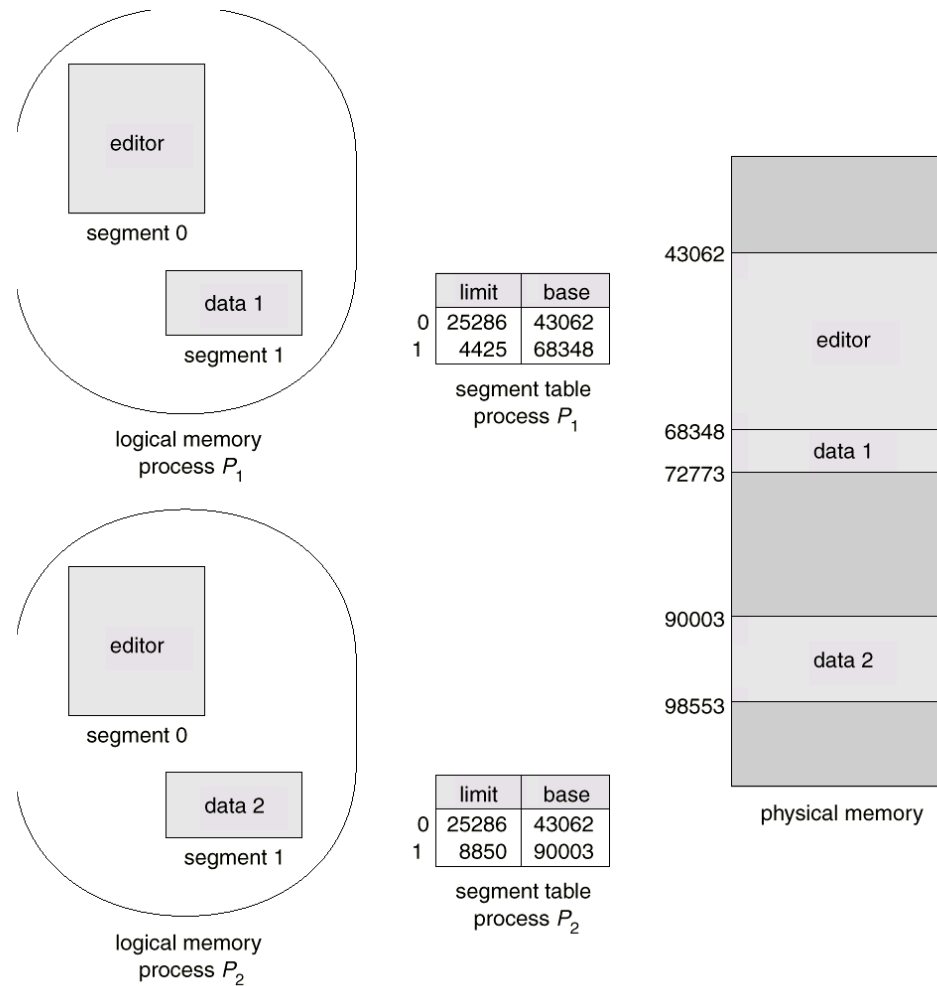 editor
segment 0
data 1
segment 1
logical memory
process P1
limit base
0 25286 43062
1 4425 68348
segment table
process P1
editor
segment 0
data 2
segment 1
logical memory
process P2
limit base
0 25286 43062
1 8850 90003
segment table
process P2
43062
editor
68348
data 1
72773
90003
data 2
98553
physical memory